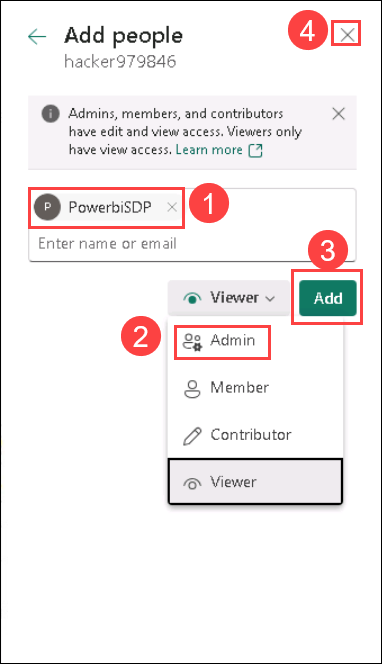 Add people
4
hacker979846
Admins, members, and contributors
have edit and view access. Viewers only
have view access. Learn more
P PowerbiSDP
1
Enter name or email
3
Viewer
Add
2
Admin
Member
Contributor
Viewer